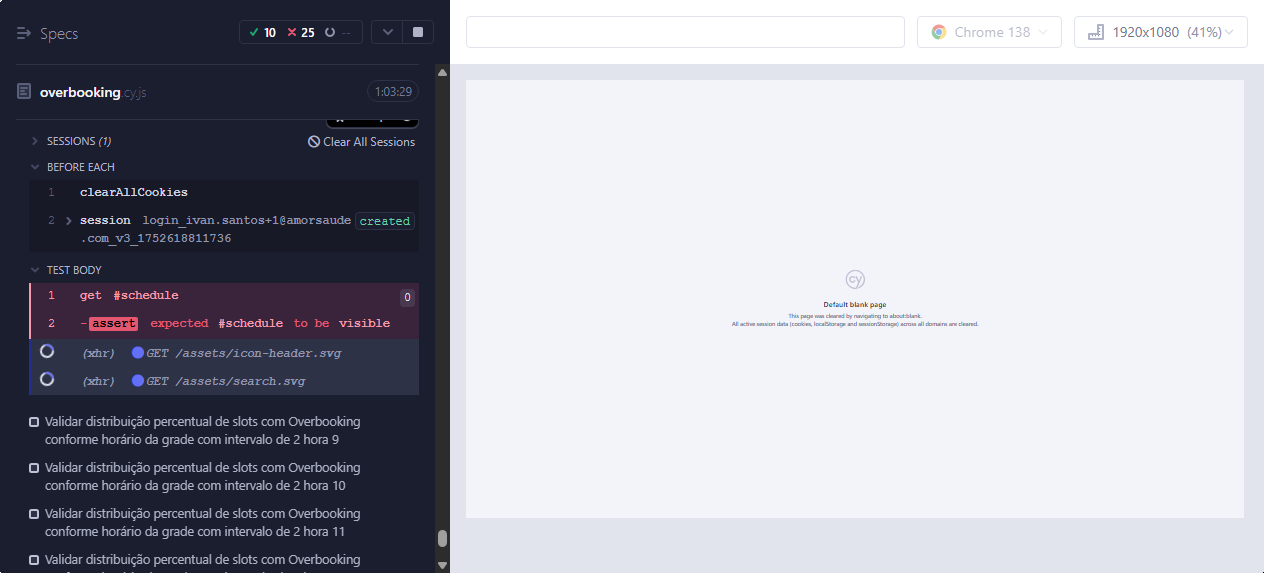 Specs
10
25
--
overbooking.cy.js
1:03:29
SESSIONS (1)
Clear All Sessions
BEFORE EACH
1 clearAllCookies
2 session login_ivan.santos+1@amorsaude created
.com_v3_1752618811736
TEST BODY
1 get #schedule 0
2 -assert expected #schedule to be visible
(xhr) GET /assets/icon-header.svg
(xhr) GET /assets/search.svg
Validar distribuição percentual de slots com Overbooking
conforme horário da grade com intervalo de 2 hora 9
Validar distribuição percentual de slots com Overbooking
conforme horário da grade com intervalo de 2 hora 10
Validar distribuição percentual de slots com Overbooking
conforme horário da grade com intervalo de 2 hora 11
Validar distribuição percentual de slots com Overbooking
Chrome 138
1920x1080 (41%)
cy
Default blank page
This page was cleared by navigating to about:blank.
All active session data (cookies, localStorage and sessionStorage) across all domains are cleared.